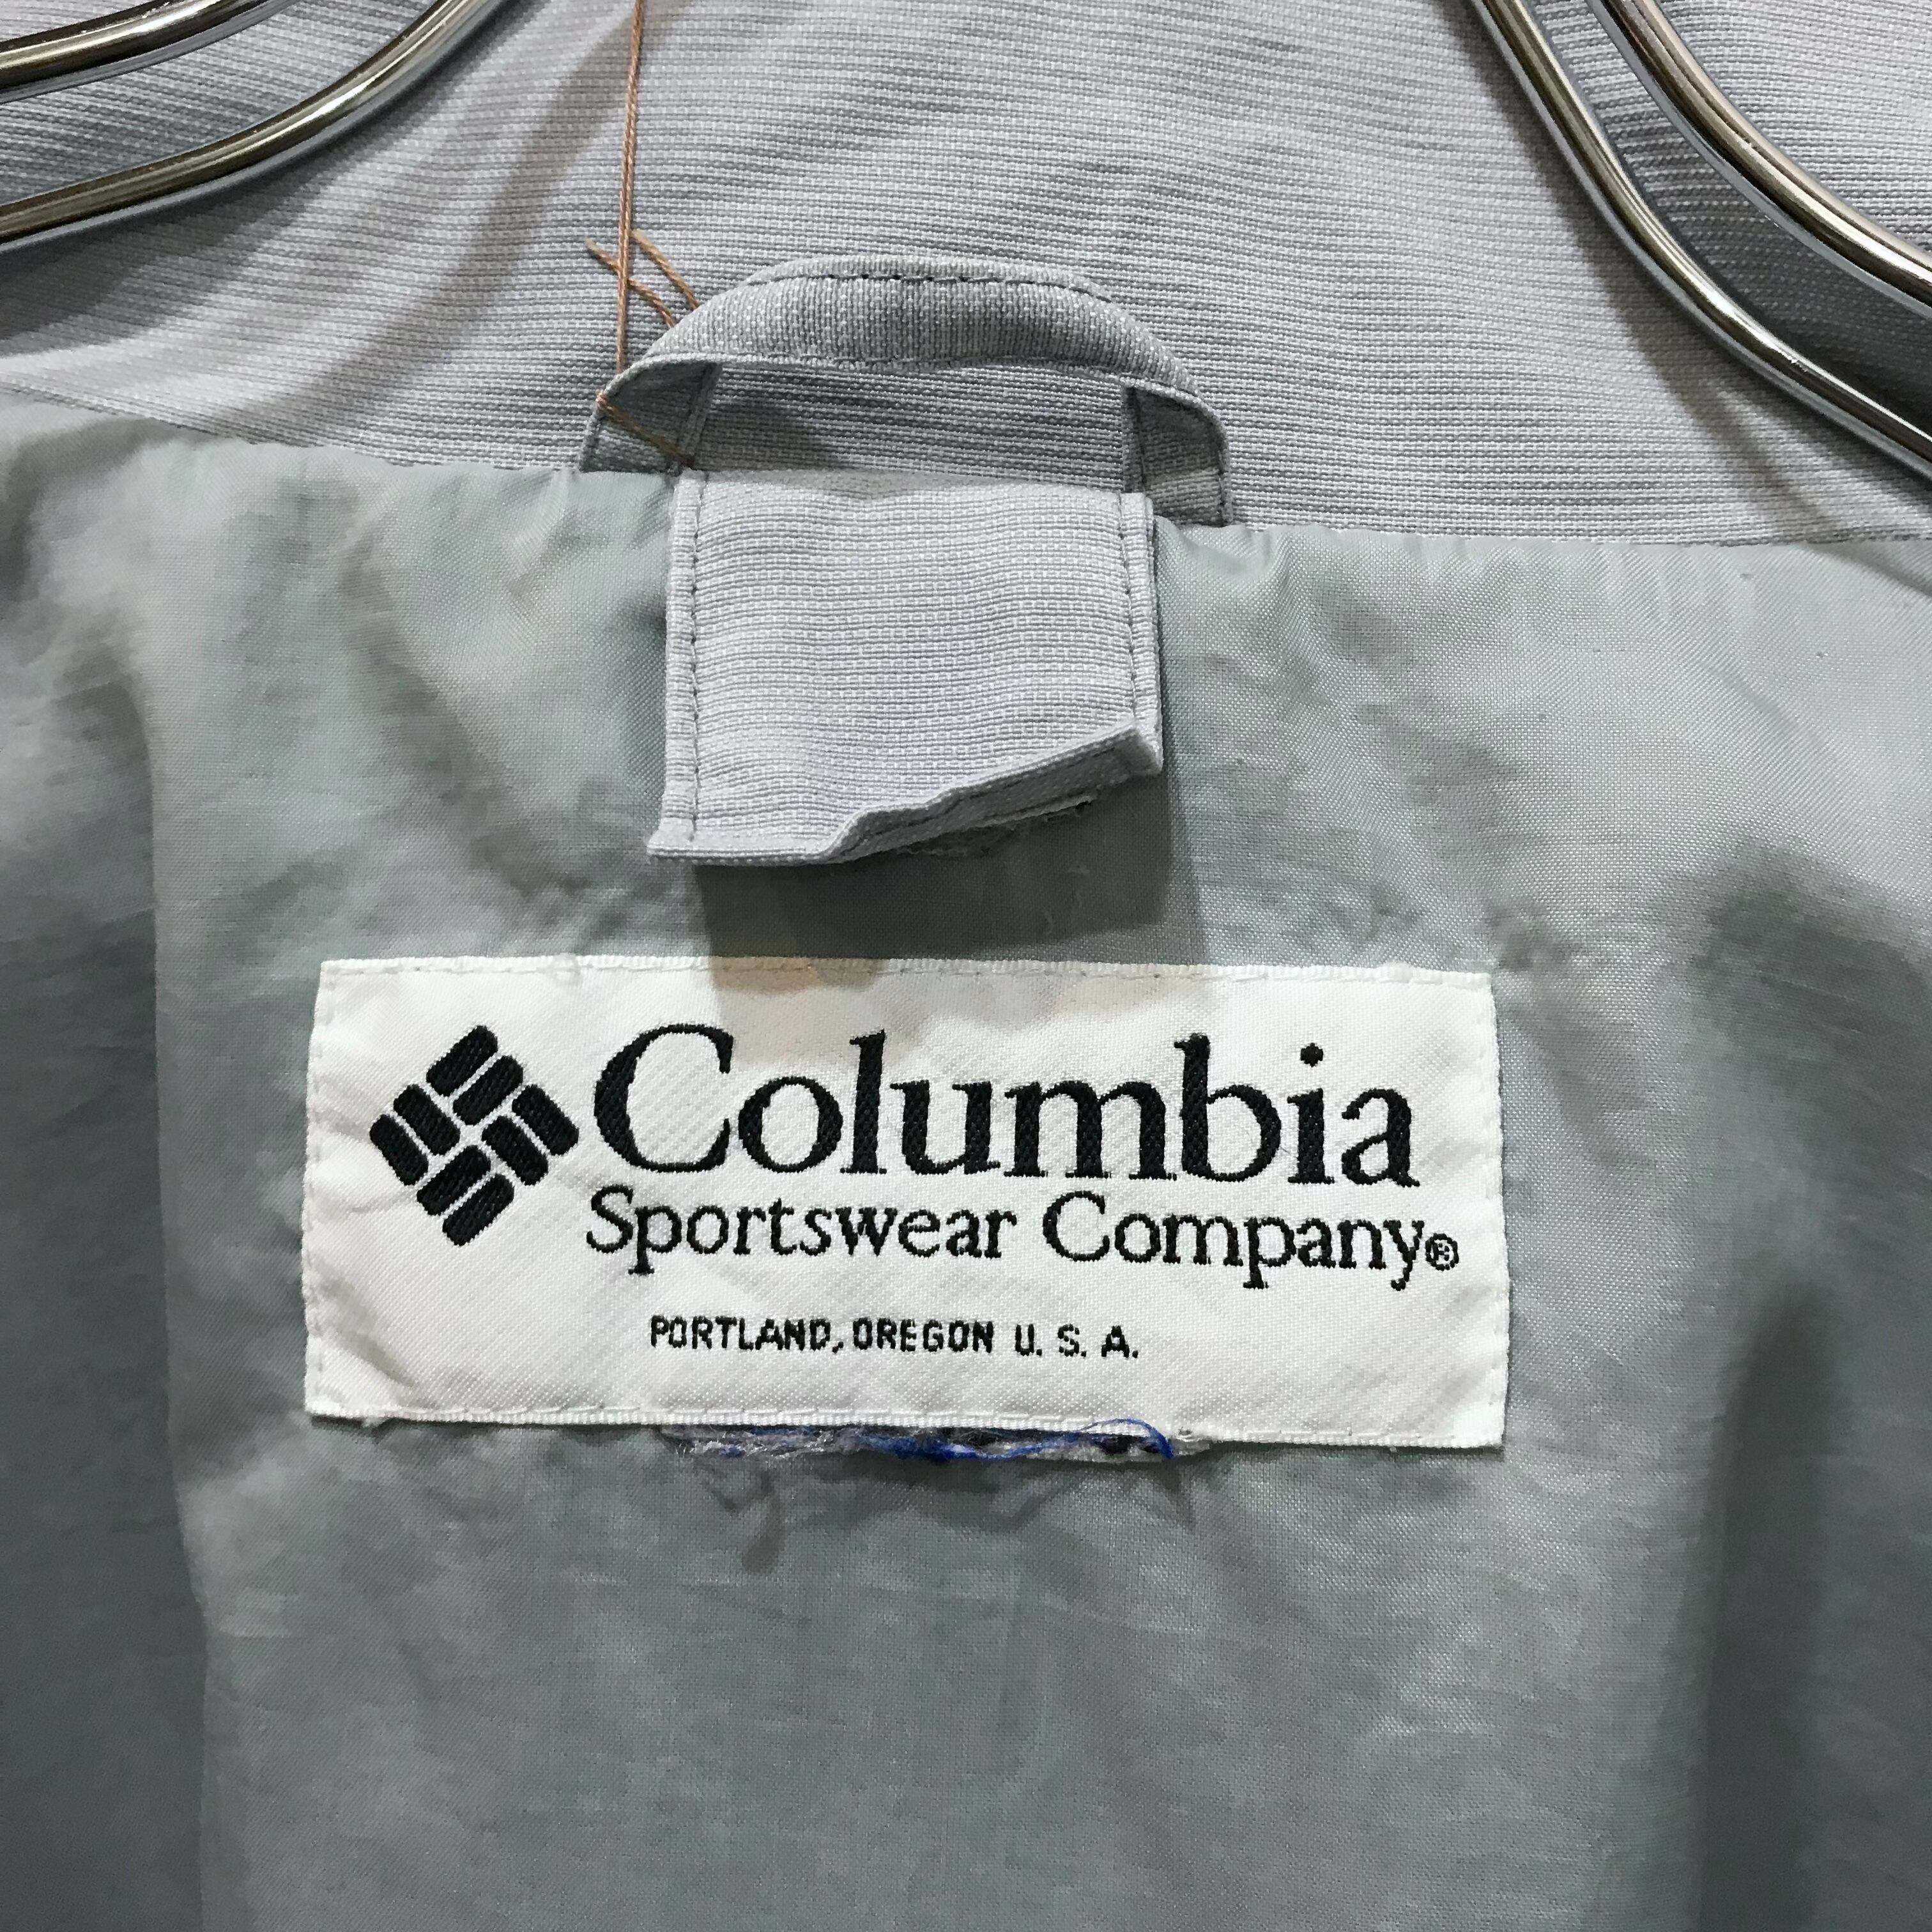 Columbia
Sportswear Company®
PORTLAND, OREGON U. S. A.